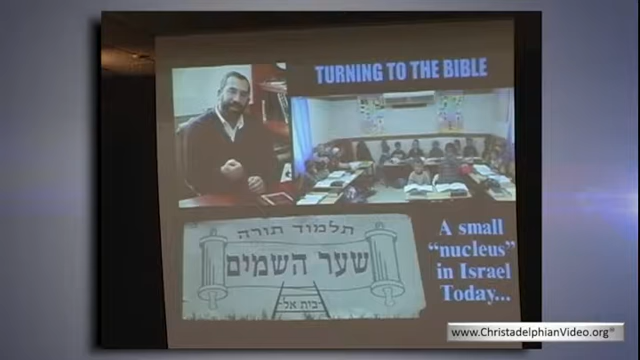 TURNING TO THE BIBLE
תלמוד תורה
שער השמים
בית אל
A small
“nucleus”
in Israel
Today...
www.ChristadelphianVideo.org